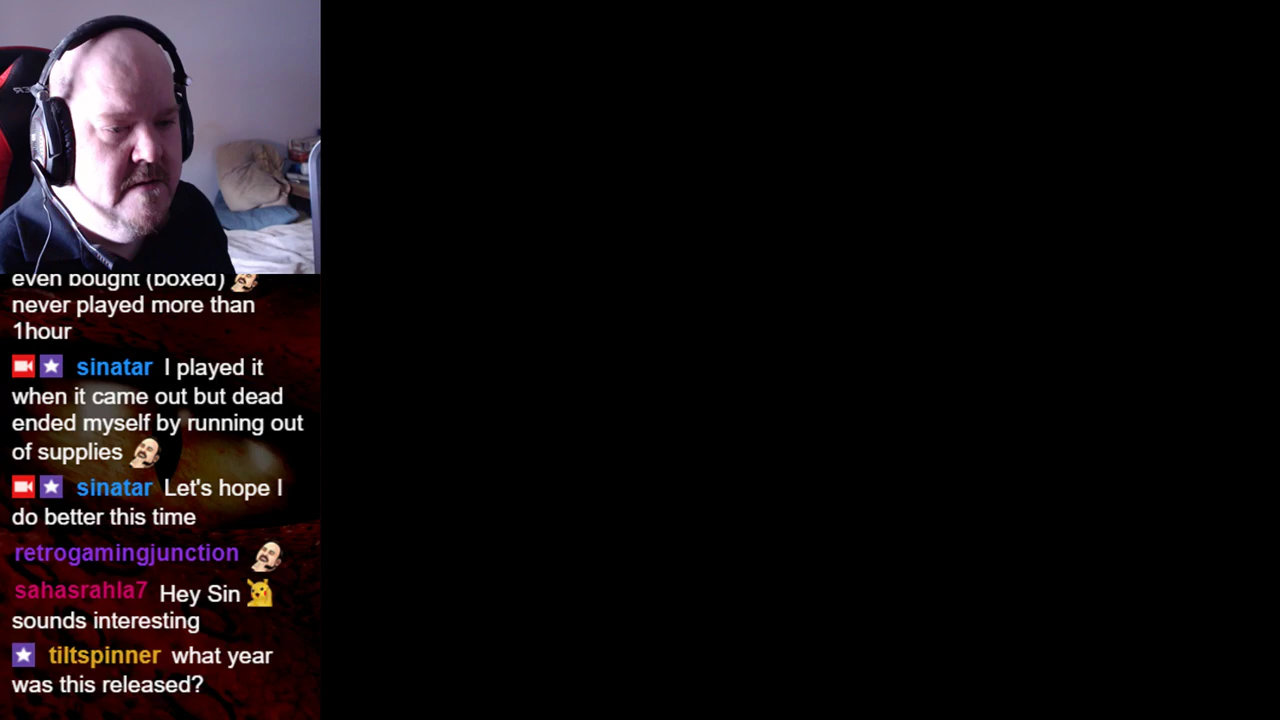 even bought (boxed)
never played more than
1hour
sinatar I played it
when it came out but dead
ended myself by running out
of supplies
sinatar Let's hope I
do better this time
retrogamingjunction
sahasrahla7 Hey Sin
sounds interesting
tiltspinner what year
was this released?